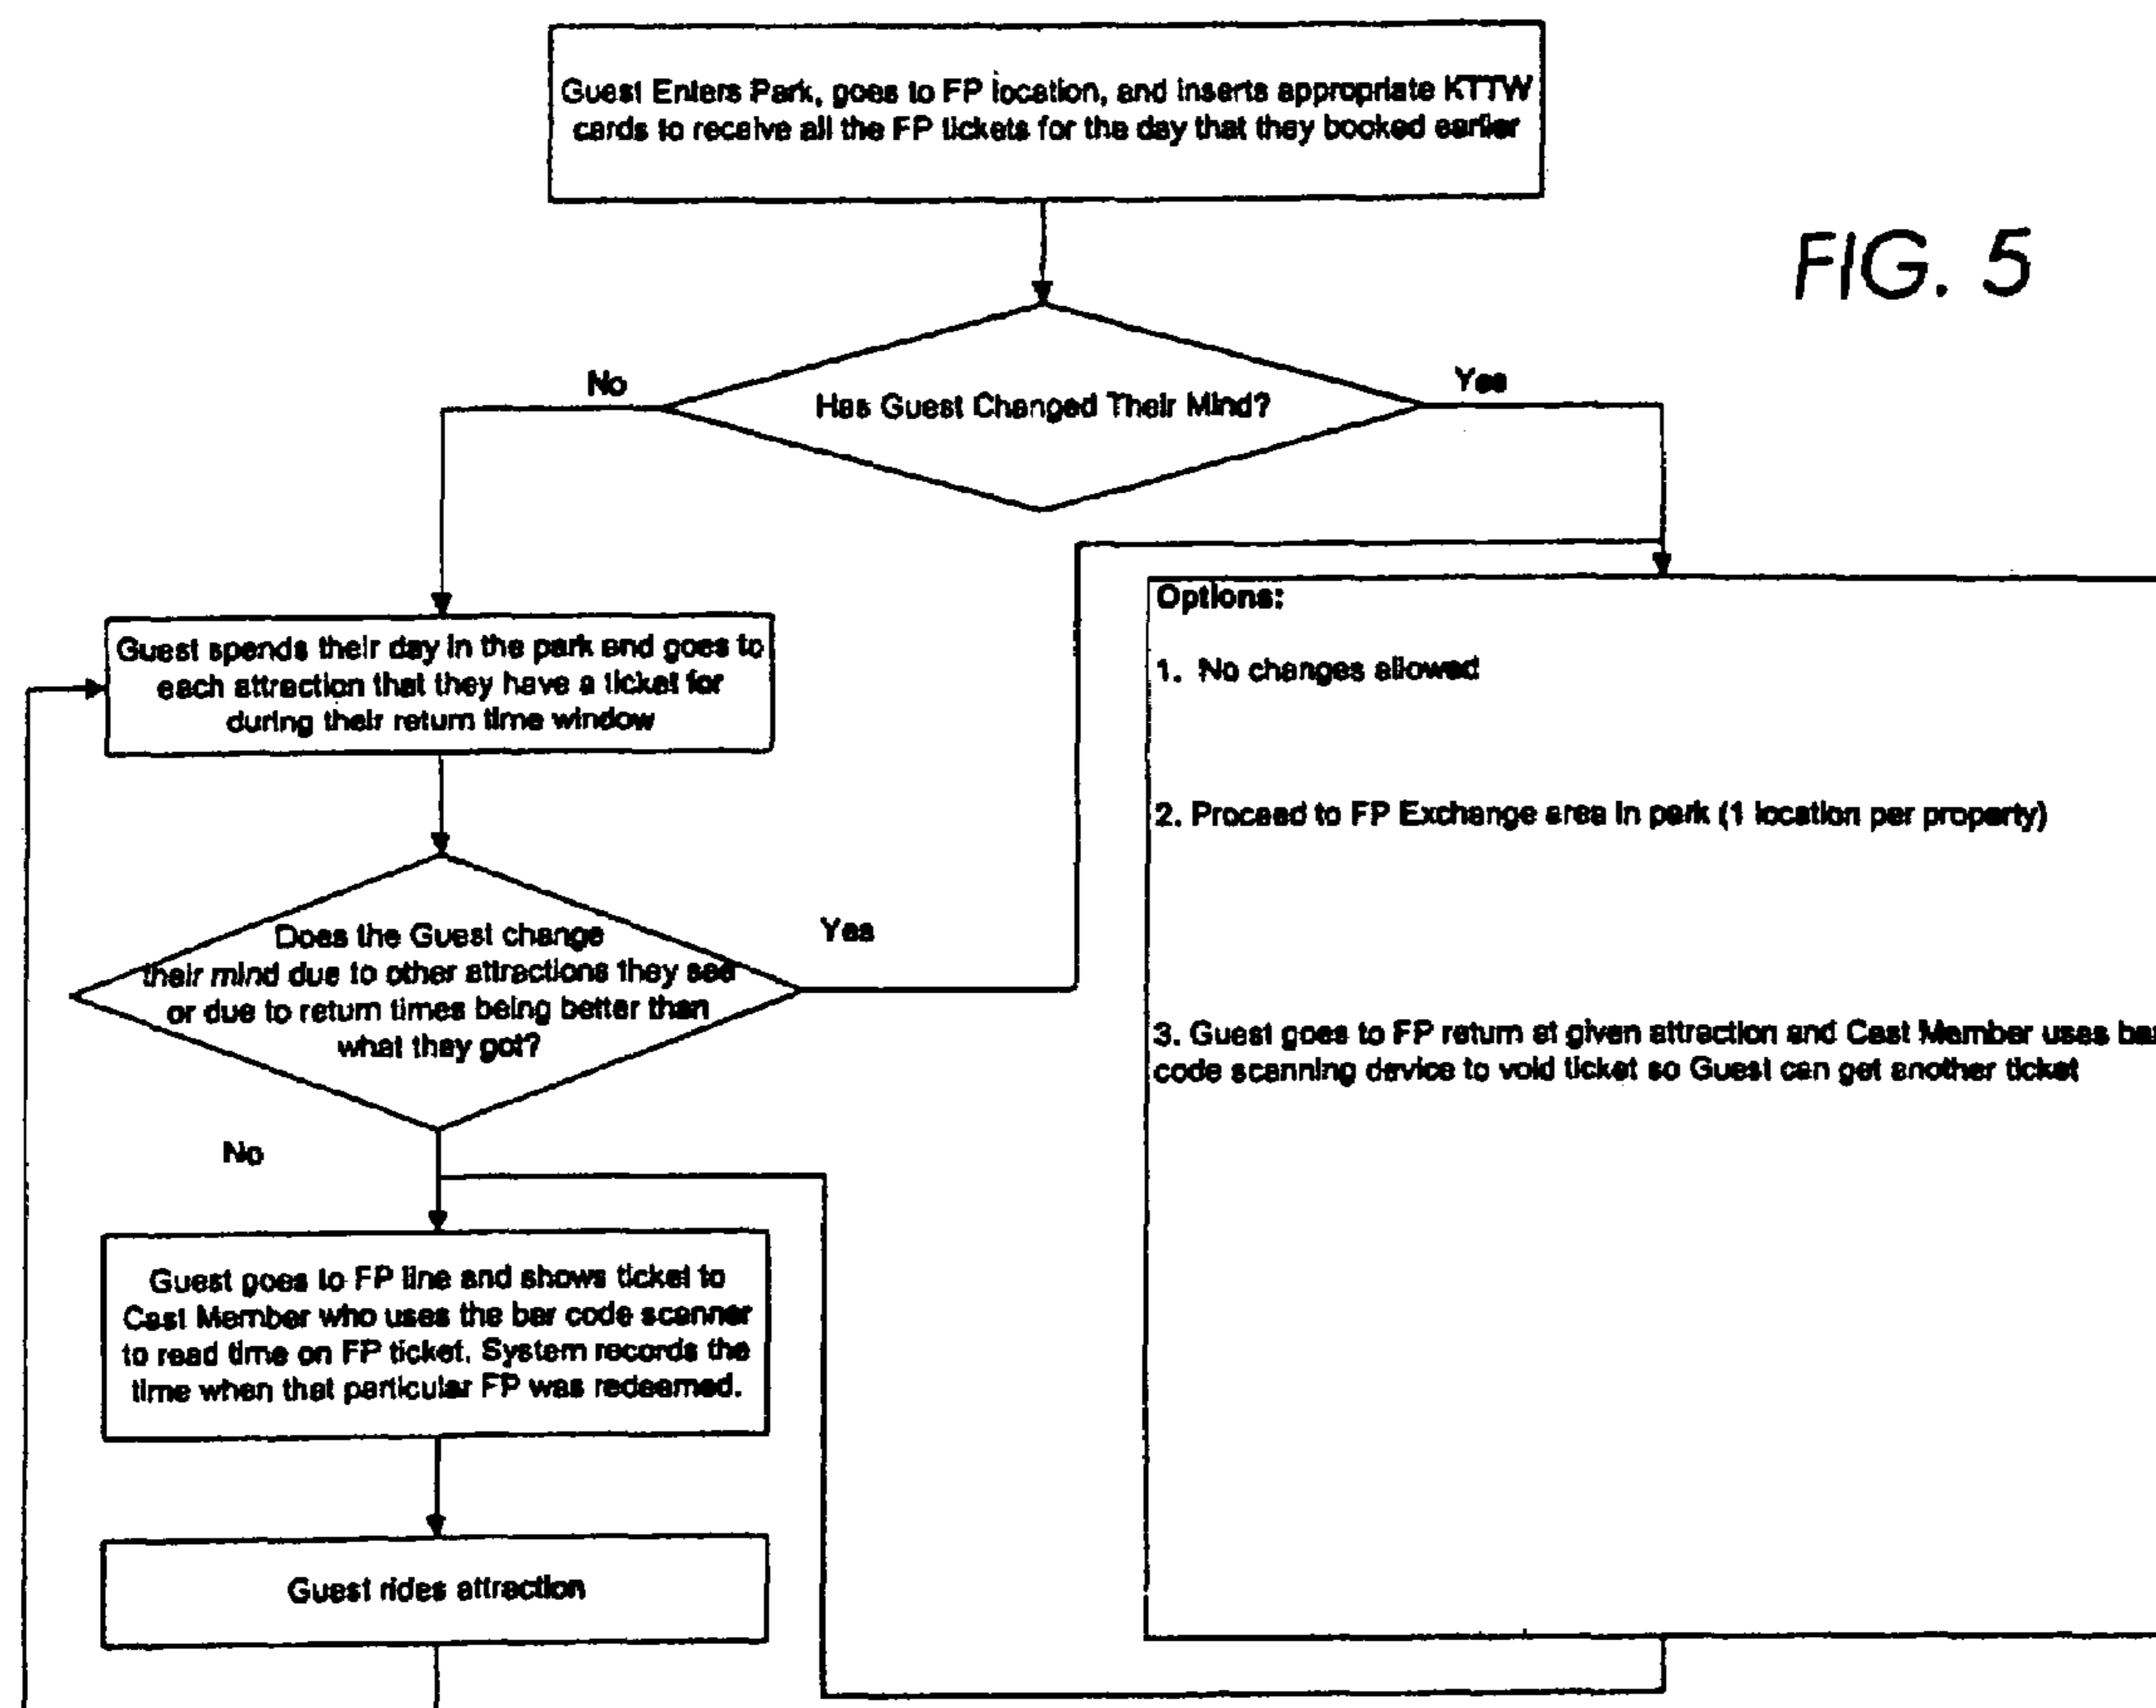 Guest Enters Park, goes to FP location, and inserts appropriate KTTW
cards to receive all the FP tickets for the day that they booked earlier
FIG. 5
No
Has Guest Changed Their Mind?
Yes
Guest spends their day in the park and goes to
each attraction that they have a ticket for
during their return time window
Options:
1. No changes allowed
2. Proceed to FP Exchange area in park (1 location per property)
3. Guest goes to FP return at given attraction and Cast Member uses bar
code scanning device to void ticket so Guest can get another ticket
Does the Guest change
their mind due to other attractions they see
or due to return times being better than
what they got?
Yes
No
Guest goes to FP line and shows ticket to
Cast Member who uses the bar code scanner
to read time on FP ticket. System records the
time when that particular FP was redeemed.
Guest rides attraction